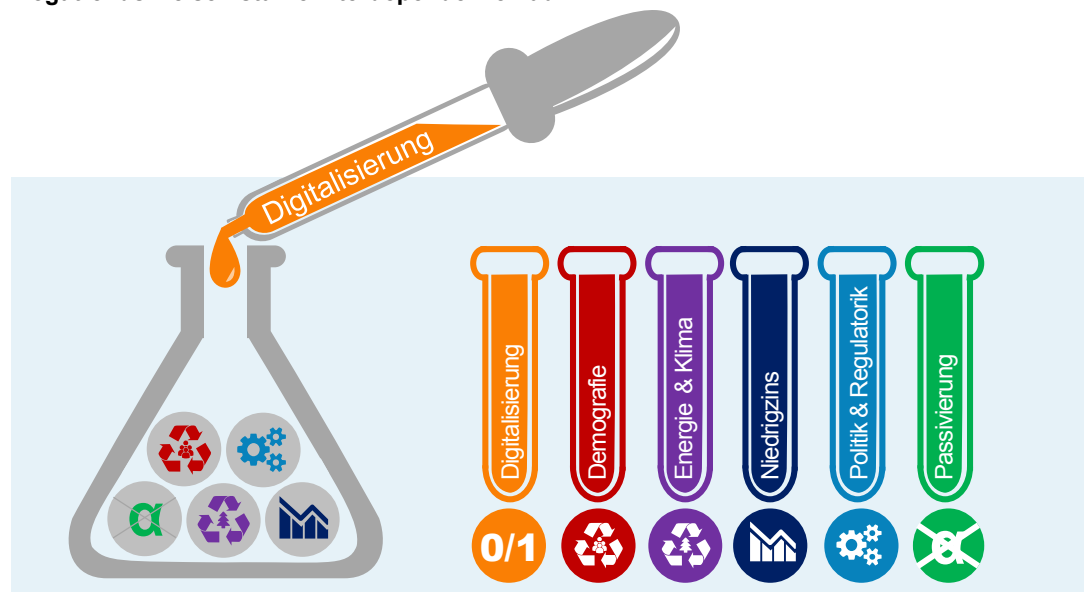 Digitalisierung
Digitalisierung
Demografie
Energie & Klima
Niedrigzins
Politik & Regulatorik
Passivierung
α
0/1
α